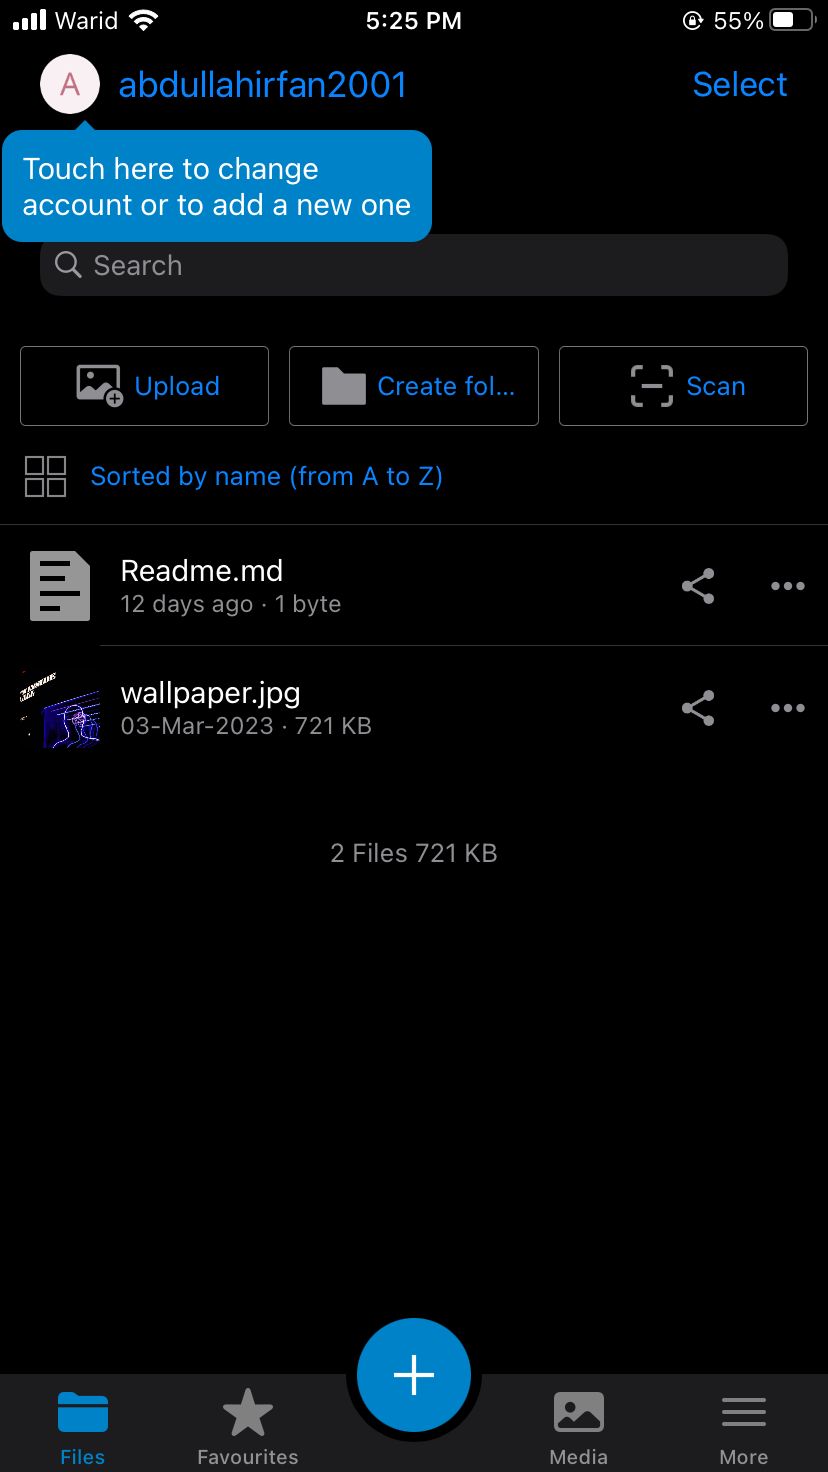 Warid 5:25 PM 55%
A abdullahirfan2001 Select
Touch here to change
account or to add a new one
Search
Upload Create fol... Scan
Sorted by name (from A to Z)
Readme.md
12 days ago · 1 byte
wallpaper.jpg
03-Mar-2023 · 721 KB
2 Files 721 KB
Files Favourites Media More